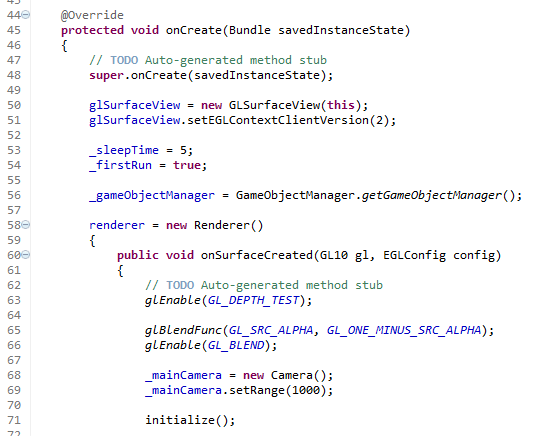 44 @Override
45 protected void onCreate(Bundle savedInstanceState)
46 {
47 // TODO Auto-generated method stub
48 super.onCreate(savedInstanceState);
49
50 glSurfaceView = new GLSurfaceView(this);
51 glSurfaceView.setEGLContextClientVersion(2);
52
53 _sleepTime = 5;
54 _firstRun = true;
55
56 _gameObjectManager = GameObjectManager.getGameObjectManager();
57
58 renderer = new Renderer()
59 {
60 public void onSurfaceCreated(GL10 gl, EGLConfig config)
61 {
62 // TODO Auto-generated method stub
63 glEnable(GL_DEPTH_TEST);
64
65 glBlendFunc(GL_SRC_ALPHA, GL_ONE_MINUS_SRC_ALPHA);
66 glEnable(GL_BLEND);
67
68 _mainCamera = new Camera();
69 _mainCamera.setRange(1000);
70
71 initialize();